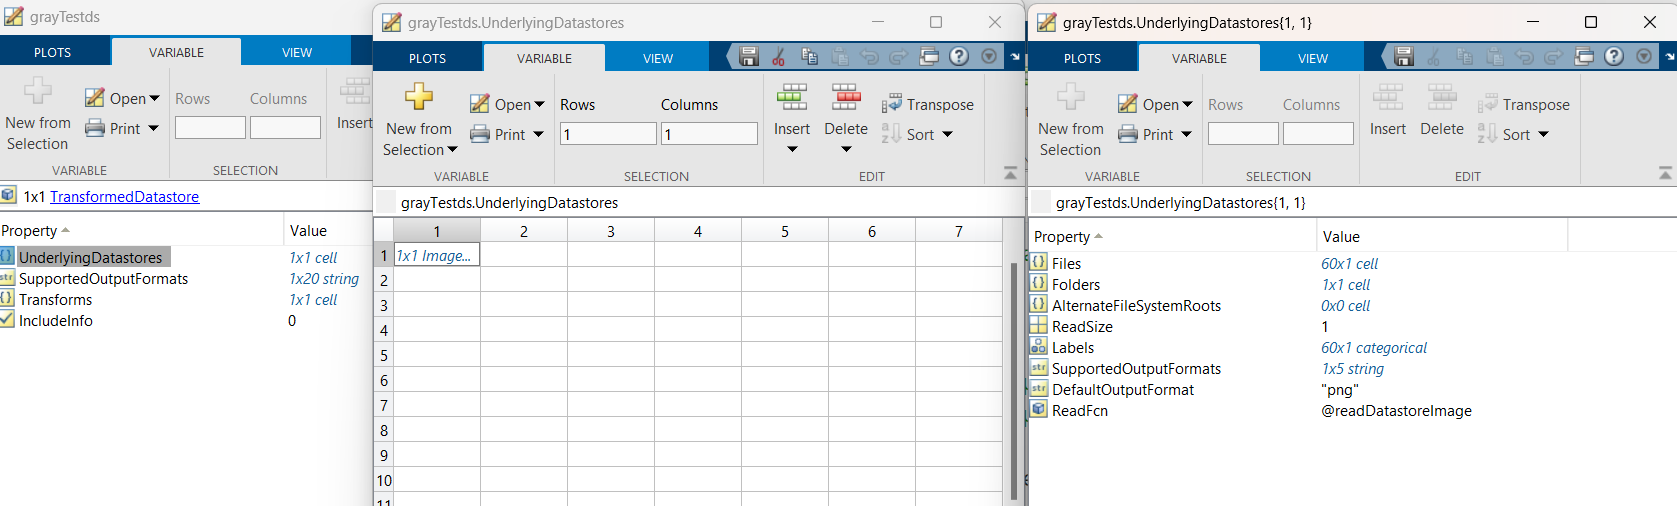 grayTestds
PLOTS VARIABLE VIEW
New from Selection
Open
Print
Rows Columns
Insert
VARIABLE SELECTION
1x1 TransformedDatastore
Property Value
UnderlyingDatastores 1x1 cell
SupportedOutputFormats 1x20 string
Transforms 1x1 cell
IncludeInfo 0
grayTestds.UnderlyingDatastores
PLOTS VARIABLE VIEW
New from Selection
Open
Print
Rows Columns
1 1
Insert Delete
Transpose
Sort
VARIABLE SELECTION EDIT
grayTestds.UnderlyingDatastores
1 2 3 4 5 6 7
1 1x1 Image...
2
3
4
5
6
7
8
9
10
11
grayTestds.UnderlyingDatastores{1, 1}
PLOTS VARIABLE VIEW
New from Selection
Open
Print
Rows Columns
Insert Delete
Transpose
Sort
VARIABLE SELECTION EDIT
grayTestds.UnderlyingDatastores{1, 1}
Property Value
Files 60x1 cell
Folders 1x1 cell
AlternateFileSystemRoots 0x0 cell
ReadSize 1
Labels 60x1 categorical
SupportedOutputFormats 1x5 string
DefaultOutputFormat "png"
ReadFcn @readDatastoreImage